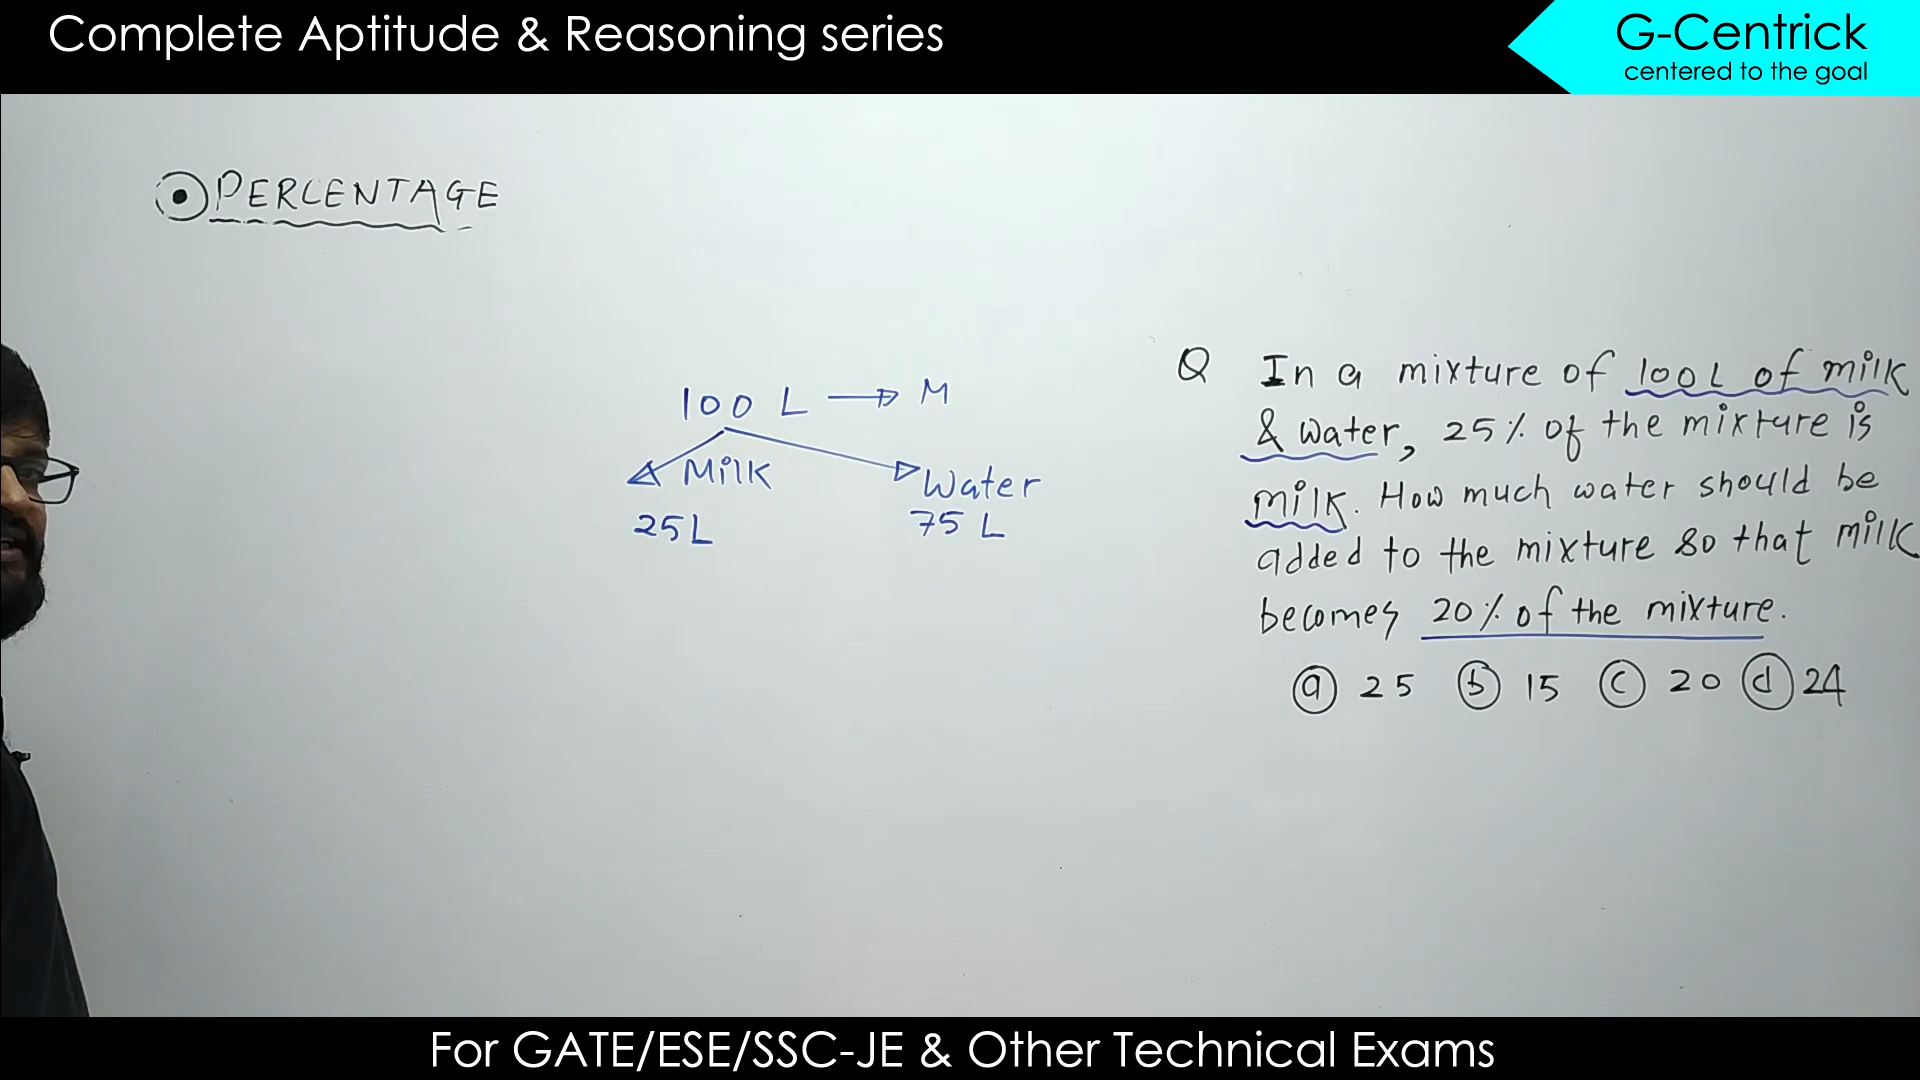 Complete Aptitude & Reasoning series
G-Centrick
centered to the goal
PERCENTAGE
100 L → M
Milk
Water
25L
75 L
Q In a mixture of 100L of milk
& water, 25% of the mixture is
milk. How much water should be
added to the mixture so that milk
becomes 20% of the mixture.
(a) 25 (b) 15 (c) 20 (d) 24
For GATE/ESE/SSC-JE & Other Technical Exams